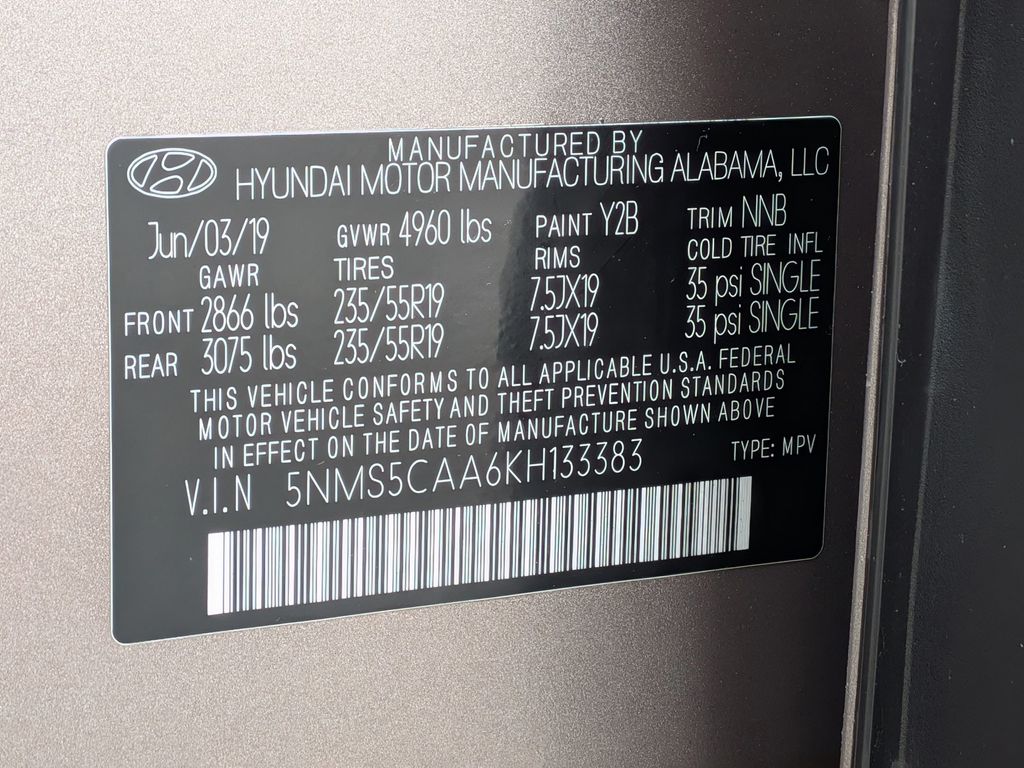 MANUFACTURED BY
HYUNDAI MOTOR MANUFACTURING ALABAMA, LLC
Jun/03/19 GVWR 4960 lbs PAINT Y2B TRIM NNB
GAWR TIRES RIMS COLD TIRE INFL
FRONT 2866 lbs 235/55R19 7.5JX19 35 psi SINGLE
REAR 3075 lbs 235/55R19 7.5JX19 35 psi SINGLE
THIS VEHICLE CONFORMS TO ALL APPLICABLE U.S.A. FEDERAL
MOTOR VEHICLE SAFETY AND THEFT PREVENTION STANDARDS
IN EFFECT ON THE DATE OF MANUFACTURE SHOWN ABOVE
V.I.N 5NMS5CAA6KH133383 TYPE: MPV